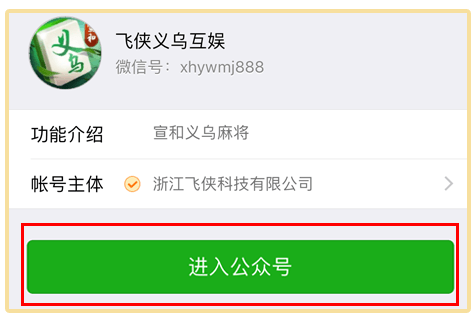 飞侠义乌互娱
微信号：xhywmj888
功能介绍 宣和义乌麻将
帐号主体 浙江飞侠科技有限公司
进入公众号
义乌